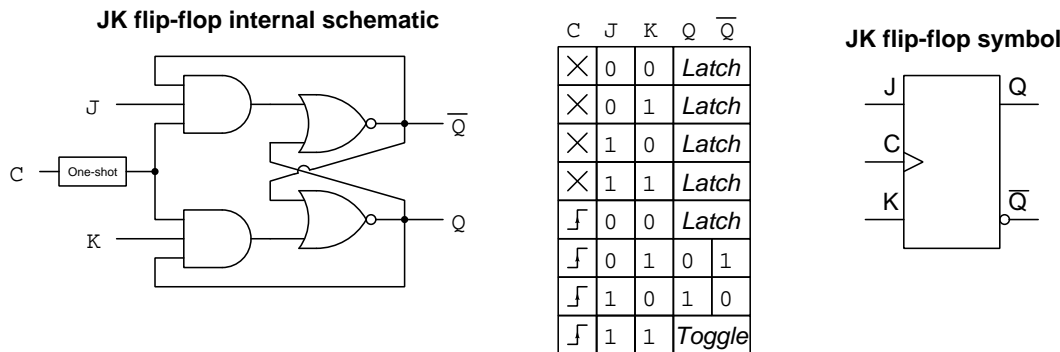 JK flip-flop internal schematic
J
C
One-shot
K
Q̅
Q
C J K Q Q̅
× 0 0 Latch
× 0 1 Latch
× 1 0 Latch
× 1 1 Latch
0 0 Latch
0 1 0 1
1 0 1 0
1 1 Toggle
JK flip-flop symbol
J Q
C
K Q̅